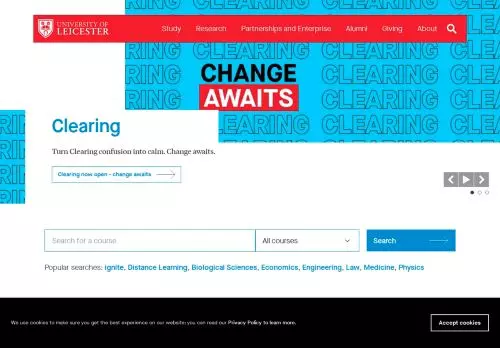 UNIVERSITY OF
LEICESTER
Study Research Partnerships and Enterprise Alumni Giving About
CLEARING CLEARING
RING CLEARING CLEARING
CHANGE
AWAITS
Clearing
Turn Clearing confusion into calm. Change awaits.
Clearing now open - change awaits
Search for a course
All courses
Search
Popular searches: ignite, Distance Learning, Biological Sciences, Economics, Engineering, Law, Medicine, Physics
We use cookies to make sure you get the best experience on our website; you can read our Privacy Policy to learn more.
Accept cookies